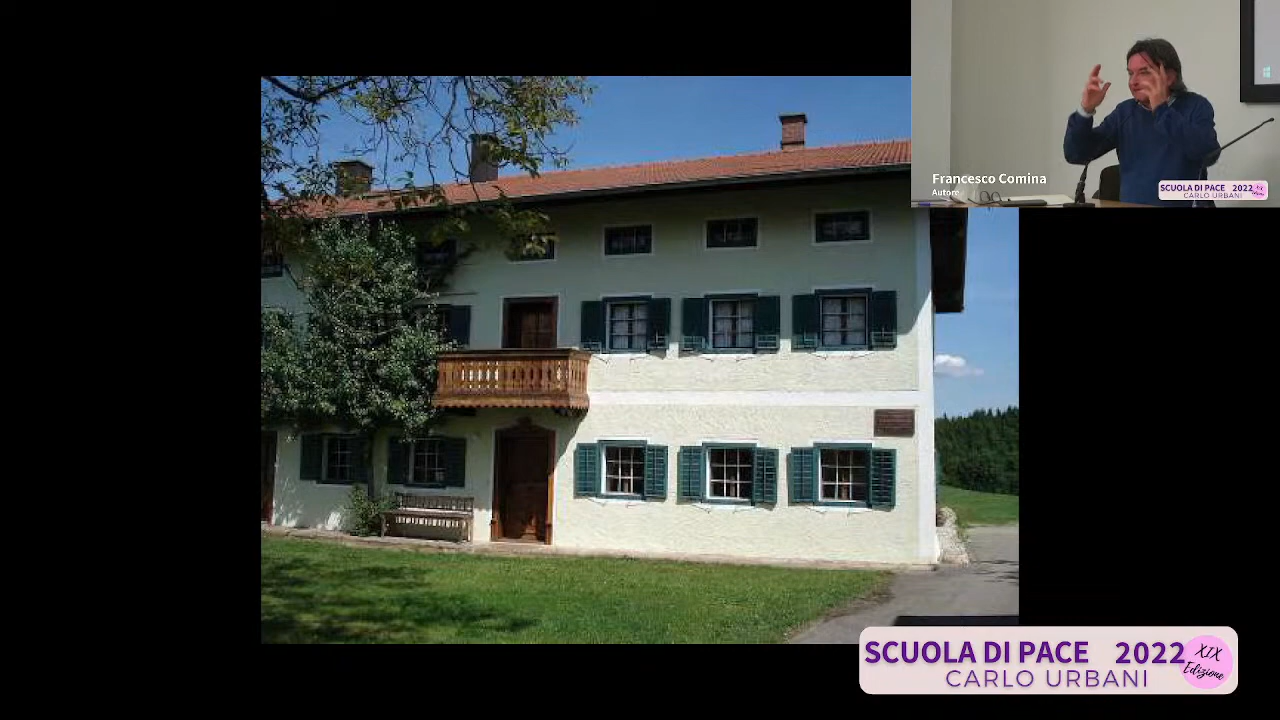 Francesco Comina
Autore
SCUOLA DI PACE 2022
CARLO URBANI
SCUOLA DI PACE 2022
CARLO URBANI
XIX
Edizione